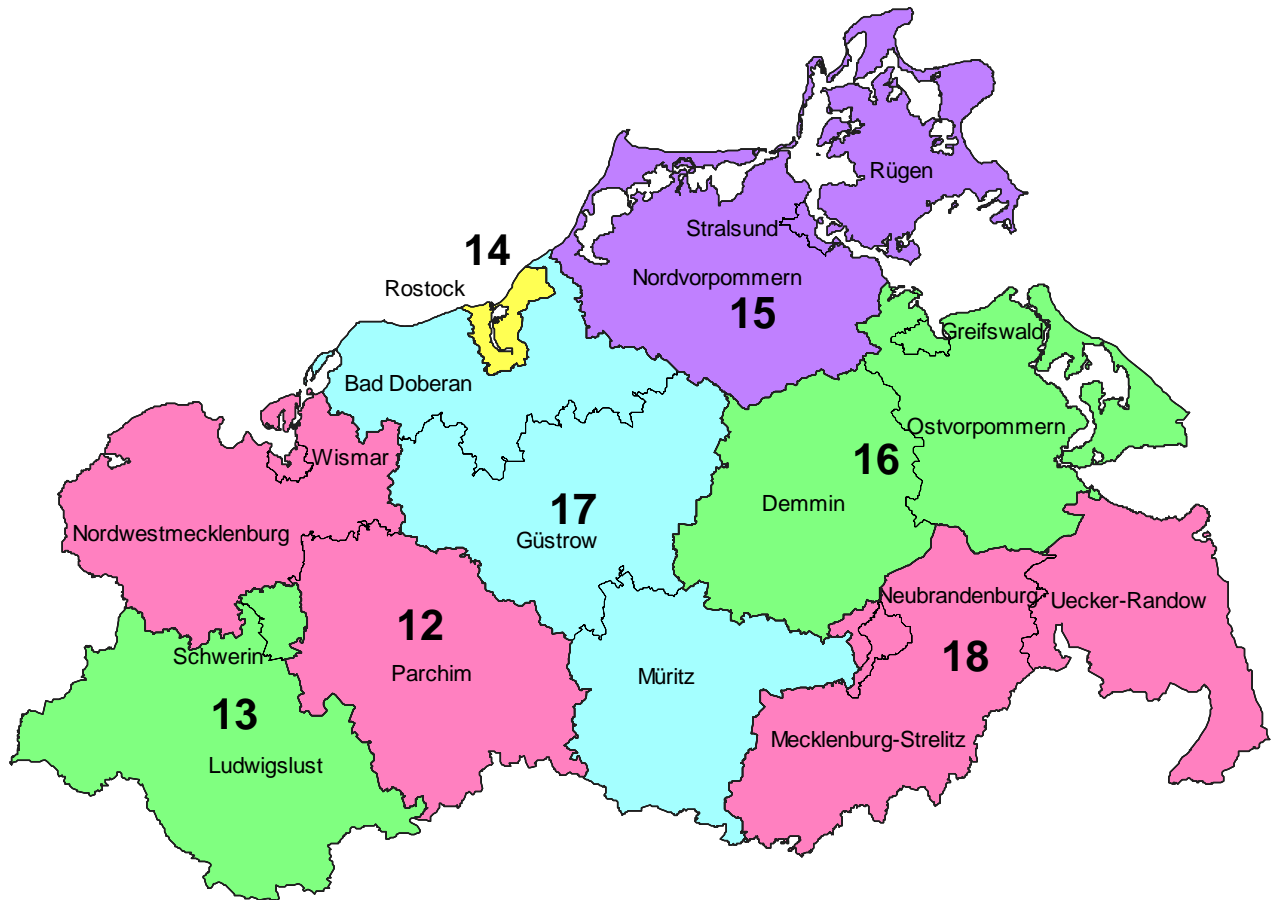 Rügen
Stralsund
14
Nordvorpommern
Rostock
15
Greifswald
Bad Doberan
Ostvorpommern
Wismar
16
Demmin
17
Nordwestmecklenburg
Güstrow
Neubrandenburg
Uecker-Randow
12
Schwerin
18
Parchim
Müritz
13
Mecklenburg-Strelitz
Ludwigslust